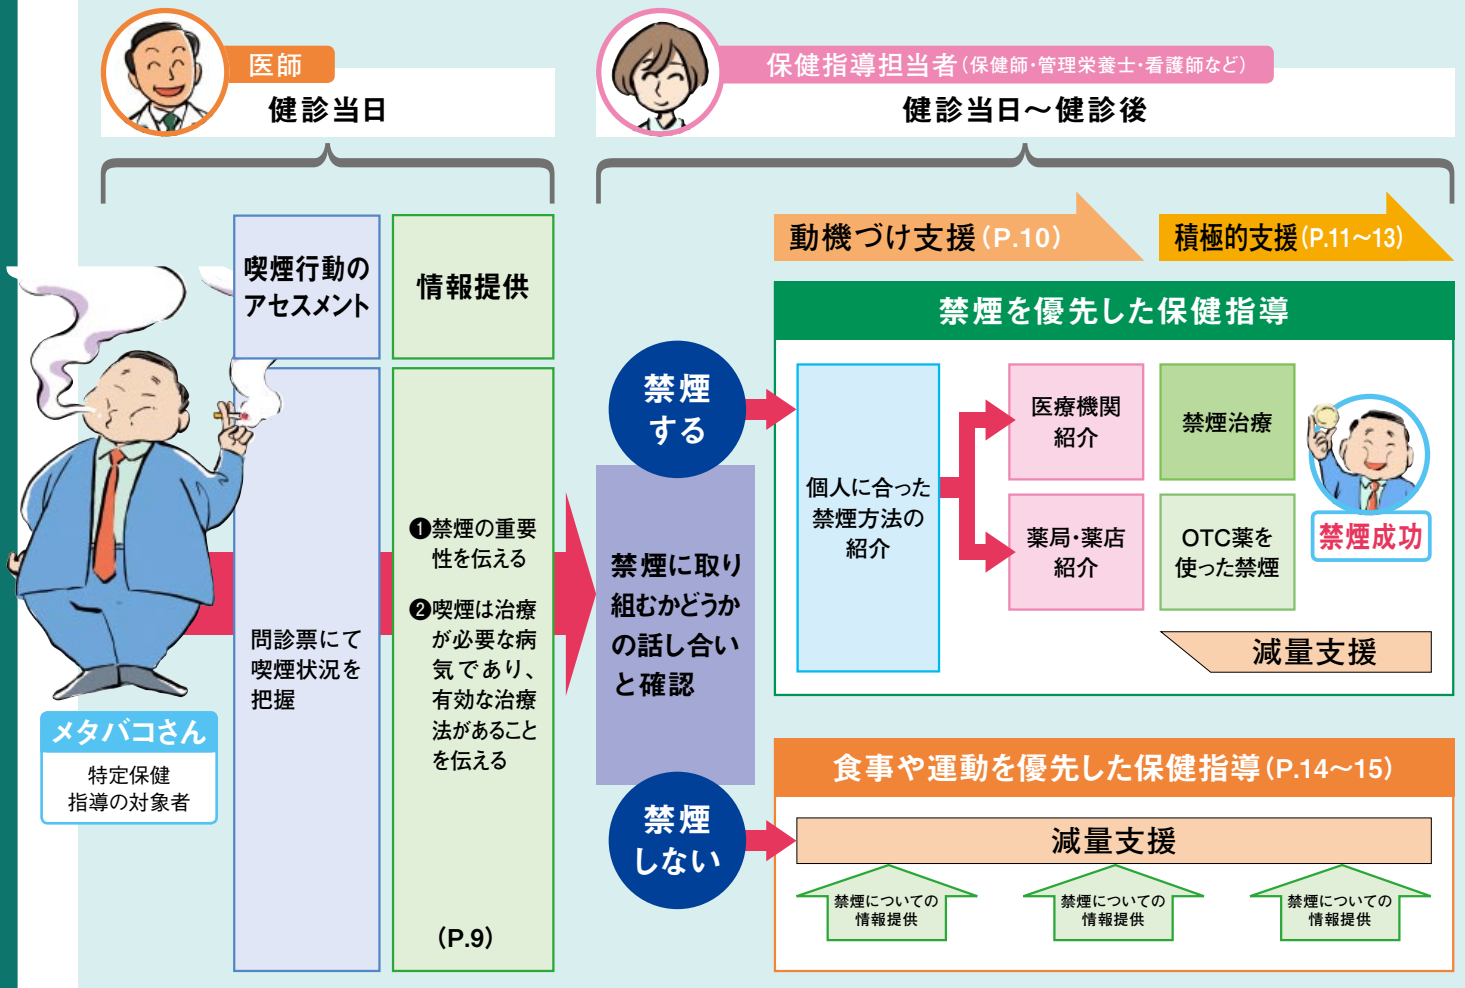 医師
健診当日
保健指導担当者(保健師・管理栄養士・看護師など)
健診当日〜健診後
喫煙行動の
アセスメント
問診票にて
喫煙状況を
把握
情報提供
❶禁煙の重要
性を伝える
❷喫煙は治療
が必要な病
気であり、
有効な治療
法があること
を伝える
(P.9)
メタバコさん
特定保健
指導の対象者
禁煙に取り
組むかどうか
の話し合い
と確認
禁煙
する
禁煙
しない
動機づけ支援(P.10)
積極的支援(P.11〜13)
禁煙を優先した保健指導
個人に合った
禁煙方法の
紹介
医療機関
紹介
薬局・薬店
紹介
禁煙治療
OTC薬を
使った禁煙
禁煙成功
減量支援
食事や運動を優先した保健指導(P.14〜15)
減量支援
禁煙についての
情報提供
禁煙についての
情報提供
禁煙についての
情報提供